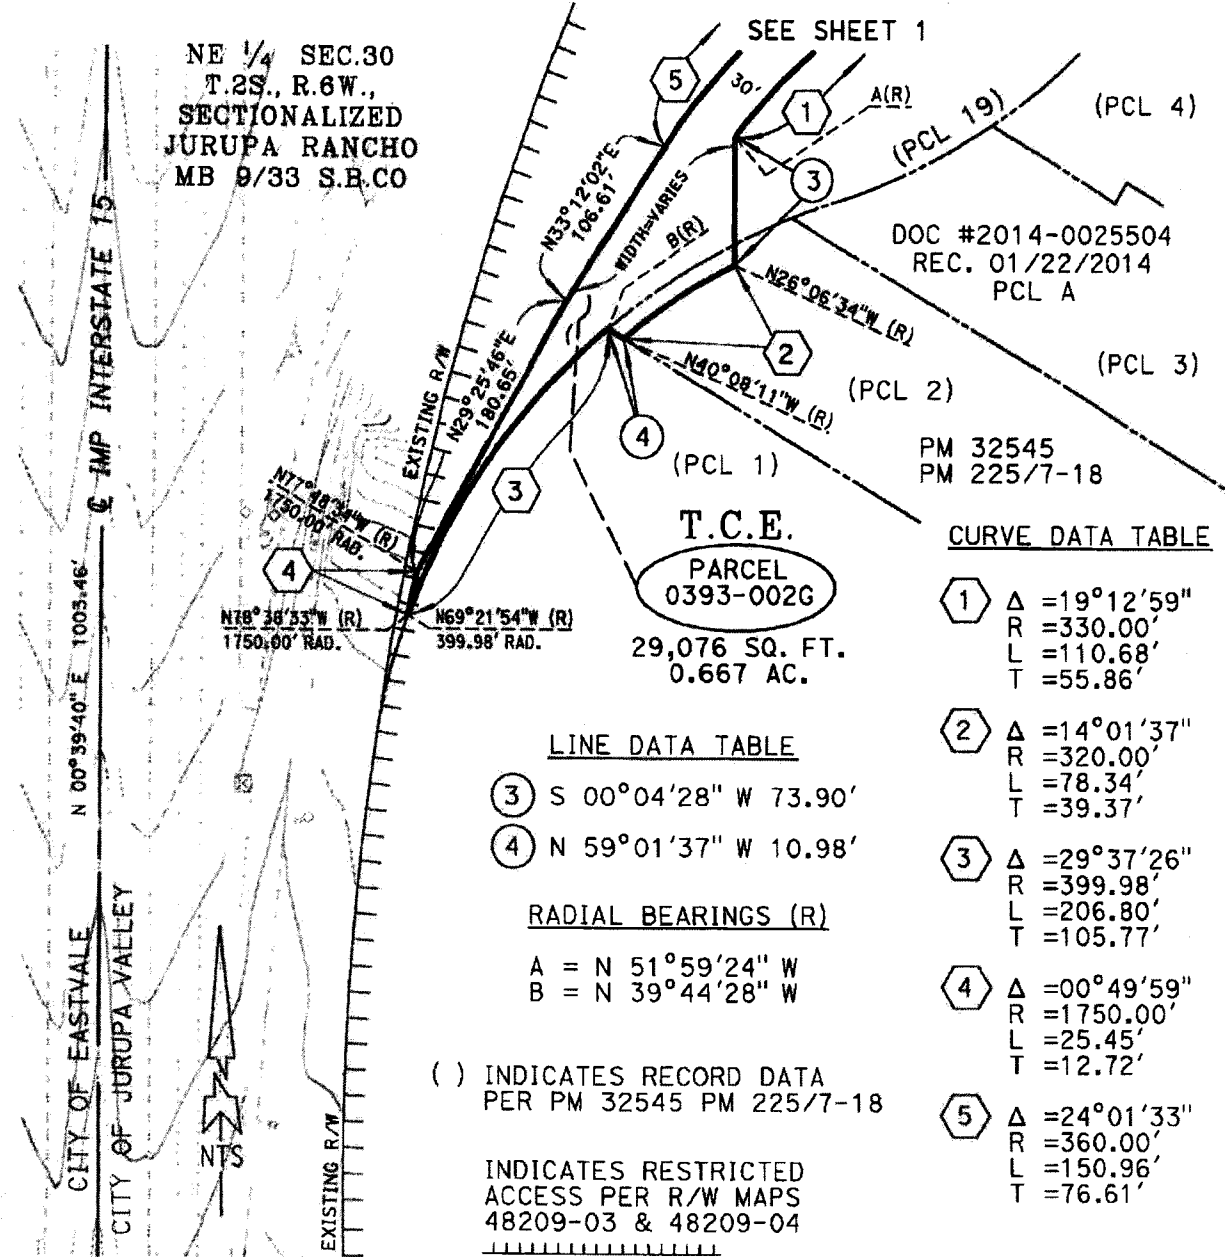 SEE SHEET 1
NE 1/4 SEC.30
T.2S., R.6W.,
SECTIONALIZED
JURUPA RANCHO
MB 9/33 S.B.CO
5
30'
1
A(R)
(PCL 19)
(PCL 4)
3
N33°12'02"E
106.61'
WIDTH=VARIES
B(R)
DOC #2014-0025504
REC. 01/22/2014
PCL A
N26°06'34"W (R)
2
N40°08'11"W (R)
(PCL 2)
(PCL 3)
℄ IMP INTERSTATE 15
EXISTING R/W
N29°25'46"E
180.65'
4
(PCL 1)
PM 32545
PM 225/7-18
3
N77°48'34"W (R)
1750.00' RAD.
4
N78°38'33"W (R)
1750.00' RAD.
N69°21'54"W (R)
399.98' RAD.
T.C.E.
PARCEL
0393-002G
29,076 SQ. FT.
0.667 AC.
N 00°39'40" E 1003.46'
CURVE DATA TABLE
1 Δ =19°12'59"
R =330.00'
L =110.68'
T =55.86'
2 Δ =14°01'37"
R =320.00'
L =78.34'
T =39.37'
3 Δ =29°37'26"
R =399.98'
L =206.80'
T =105.77'
4 Δ =00°49'59"
R =1750.00'
L =25.45'
T =12.72'
5 Δ =24°01'33"
R =360.00'
L =150.96'
T =76.61'
LINE DATA TABLE
3 S 00°04'28" W 73.90'
4 N 59°01'37" W 10.98'
RADIAL BEARINGS (R)
A = N 51°59'24" W
B = N 39°44'28" W
( ) INDICATES RECORD DATA
PER PM 32545 PM 225/7-18
INDICATES RESTRICTED
ACCESS PER R/W MAPS
48209-03 & 48209-04
CITY OF EASTVALE
CITY OF JURUPA VALLEY
N
NTS
EXISTING R/W